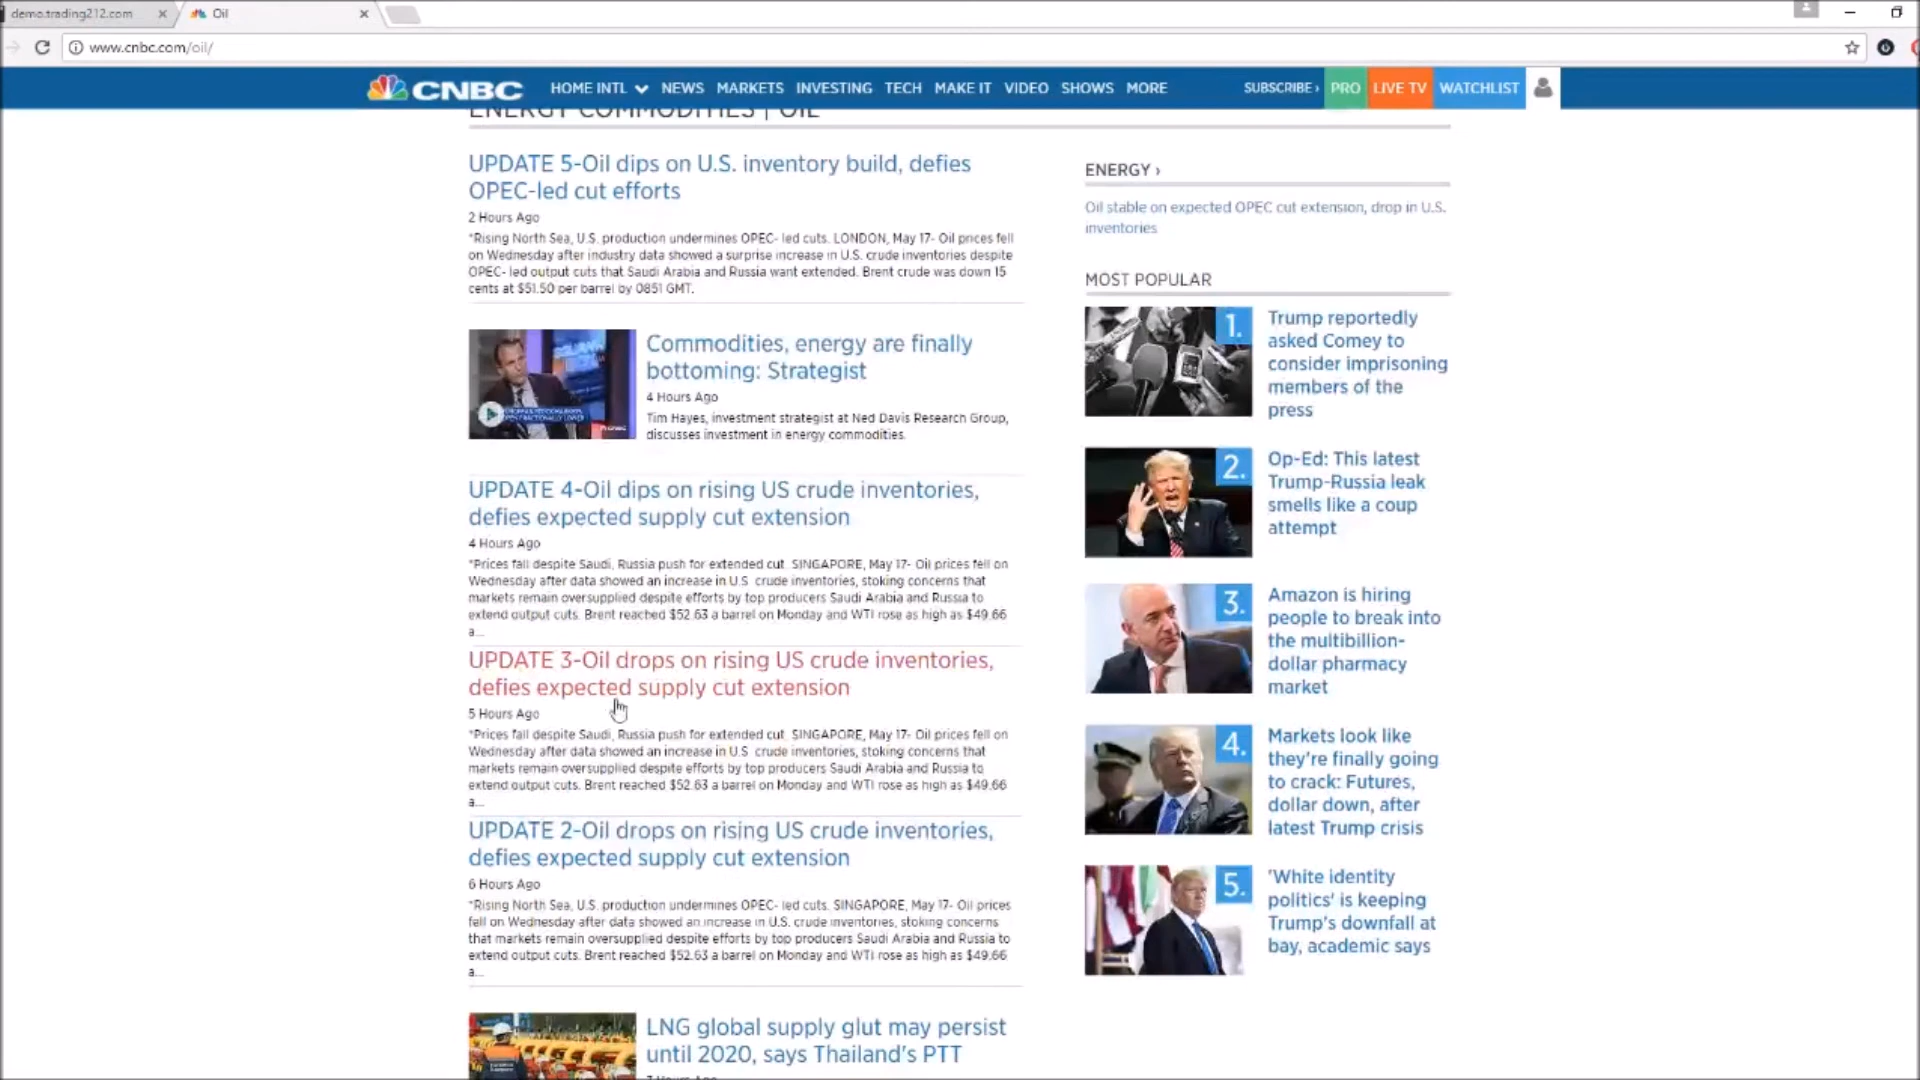 demo.trading212.com
Oil
www.cnbc.com/oil/
CNBC HOME INTL NEWS MARKETS INVESTING TECH MAKE IT VIDEO SHOWS MORE SUBSCRIBE › PRO LIVE TV WATCHLIST
ENERGY COMMODITIES | OIL
UPDATE 5-Oil dips on U.S. inventory build, defies
OPEC-led cut efforts
2 Hours Ago
*Rising North Sea, U.S. production undermines OPEC- led cuts. LONDON, May 17- Oil prices fell
on Wednesday after industry data showed a surprise increase in U.S. crude inventories despite
OPEC- led output cuts that Saudi Arabia and Russia want extended. Brent crude was down 15
cents at $51.50 per barrel by 0851 GMT.
Commodities, energy are finally
bottoming: Strategist
4 Hours Ago
Tim Hayes, investment strategist at Ned Davis Research Group,
discusses investment in energy commodities.
UPDATE 4-Oil dips on rising US crude inventories,
defies expected supply cut extension
4 Hours Ago
*Prices fall despite Saudi, Russia push for extended cut. SINGAPORE, May 17- Oil prices fell on
Wednesday after data showed an increase in U.S. crude inventories, stoking concerns that
markets remain oversupplied despite efforts by top producers Saudi Arabia and Russia to
extend output cuts. Brent reached $52.63 a barrel on Monday and WTI rose as high as $49.66
a...
UPDATE 3-Oil drops on rising US crude inventories,
defies expected supply cut extension
5 Hours Ago
*Prices fall despite Saudi, Russia push for extended cut. SINGAPORE, May 17- Oil prices fell on
Wednesday after data showed an increase in U.S. crude inventories, stoking concerns that
markets remain oversupplied despite efforts by top producers Saudi Arabia and Russia to
extend output cuts. Brent reached $52.63 a barrel on Monday and WTI rose as high as $49.66
a...
UPDATE 2-Oil drops on rising US crude inventories,
defies expected supply cut extension
6 Hours Ago
*Rising North Sea, U.S. production undermines OPEC- led cuts. SINGAPORE, May 17- Oil prices
fell on Wednesday after data showed an increase in U.S. crude inventories, stoking concerns
that markets remain oversupplied despite efforts by top producers Saudi Arabia and Russia to
extend output cuts. Brent reached $52.63 a barrel on Monday and WTI rose as high as $49.66
a...
LNG global supply glut may persist
until 2020, says Thailand's PTT
7 Hours Ago
ENERGY ›
Oil stable on expected OPEC cut extension, drop in U.S.
inventories
MOST POPULAR
1.
Trump reportedly
asked Comey to
consider imprisoning
members of the
press
2.
Op-Ed: This latest
Trump-Russia leak
smells like a coup
attempt
3.
Amazon is hiring
people to break into
the multibillion-
dollar pharmacy
market
4.
Markets look like
they're finally going
to crack: Futures,
dollar down, after
latest Trump crisis
5.
'White identity
politics' is keeping
Trump's downfall at
bay, academic says